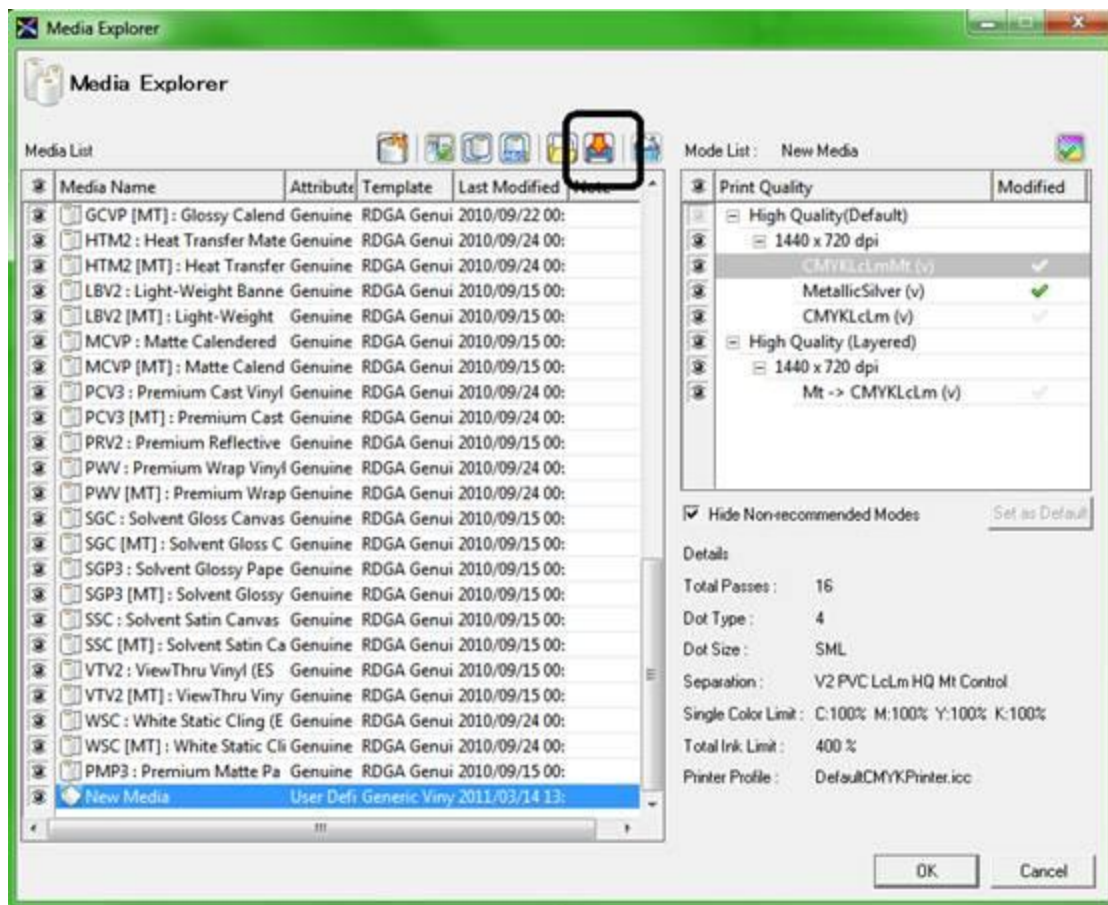 Media Explorer
Media Explorer
Media List
Mode List : New Media
Media Name Attribute Template Last Modified Note
GCVP [MT] : Glossy Calend Genuine RDGA Genui 2010/09/22 00:
HTM2 : Heat Transfer Mate Genuine RDGA Genui 2010/09/24 00:
HTM2 [MT] : Heat Transfer Genuine RDGA Genui 2010/09/24 00:
LBV2 : Light-Weight Banne Genuine RDGA Genui 2010/09/15 00:
LBV2 [MT] : Light-Weight Genuine RDGA Genui 2010/09/15 00:
MCVP : Matte Calendered Genuine RDGA Genui 2010/09/15 00:
MCVP [MT] : Matte Calend Genuine RDGA Genui 2010/09/15 00:
PCV3 : Premium Cast Vinyl Genuine RDGA Genui 2010/09/24 00:
PCV3 [MT] : Premium Cast Genuine RDGA Genui 2010/09/24 00:
PRV2 : Premium Reflective Genuine RDGA Genui 2010/09/15 00:
PWV : Premium Wrap Vinyl Genuine RDGA Genui 2010/09/24 00:
PWV [MT] : Premium Wrap Genuine RDGA Genui 2010/09/24 00:
SGC : Solvent Gloss Canvas Genuine RDGA Genui 2010/09/15 00:
SGC [MT] : Solvent Gloss C Genuine RDGA Genui 2010/09/15 00:
SGP3 : Solvent Glossy Pape Genuine RDGA Genui 2010/09/15 00:
SGP3 [MT] : Solvent Glossy Genuine RDGA Genui 2010/09/15 00:
SSC : Solvent Satin Canvas Genuine RDGA Genui 2010/09/15 00:
SSC [MT] : Solvent Satin Ca Genuine RDGA Genui 2010/09/15 00:
VTV2 : ViewThru Vinyl (ES Genuine RDGA Genui 2010/09/15 00:
VTV2 [MT] : ViewThru Viny Genuine RDGA Genui 2010/09/15 00:
WSC : White Static Cling (E Genuine RDGA Genui 2010/09/24 00:
WSC [MT] : White Static Cli Genuine RDGA Genui 2010/09/24 00:
PMP3 : Premium Matte Pa Genuine RDGA Genui 2010/09/15 00:
New Media User Defi Generic Viny 2011/03/14 13:
Print Quality Modified
High Quality(Default)
1440 x 720 dpi
CMYKLcLmMt (v)
MetallicSilver (v)
CMYKLcLm (v)
High Quality (Layered)
1440 x 720 dpi
Mt -> CMYKLcLm (v)
Hide Non-recommended Modes Set as Default
Details
Total Passes : 16
Dot Type : 4
Dot Size : SML
Separation : V2 PVC LcLm HQ Mt Control
Single Color Limit : C:100% M:100% Y:100% K:100%
Total Ink Limit : 400 %
Printer Profile : DefaultCMYKPrinter.icc
OK Cancel